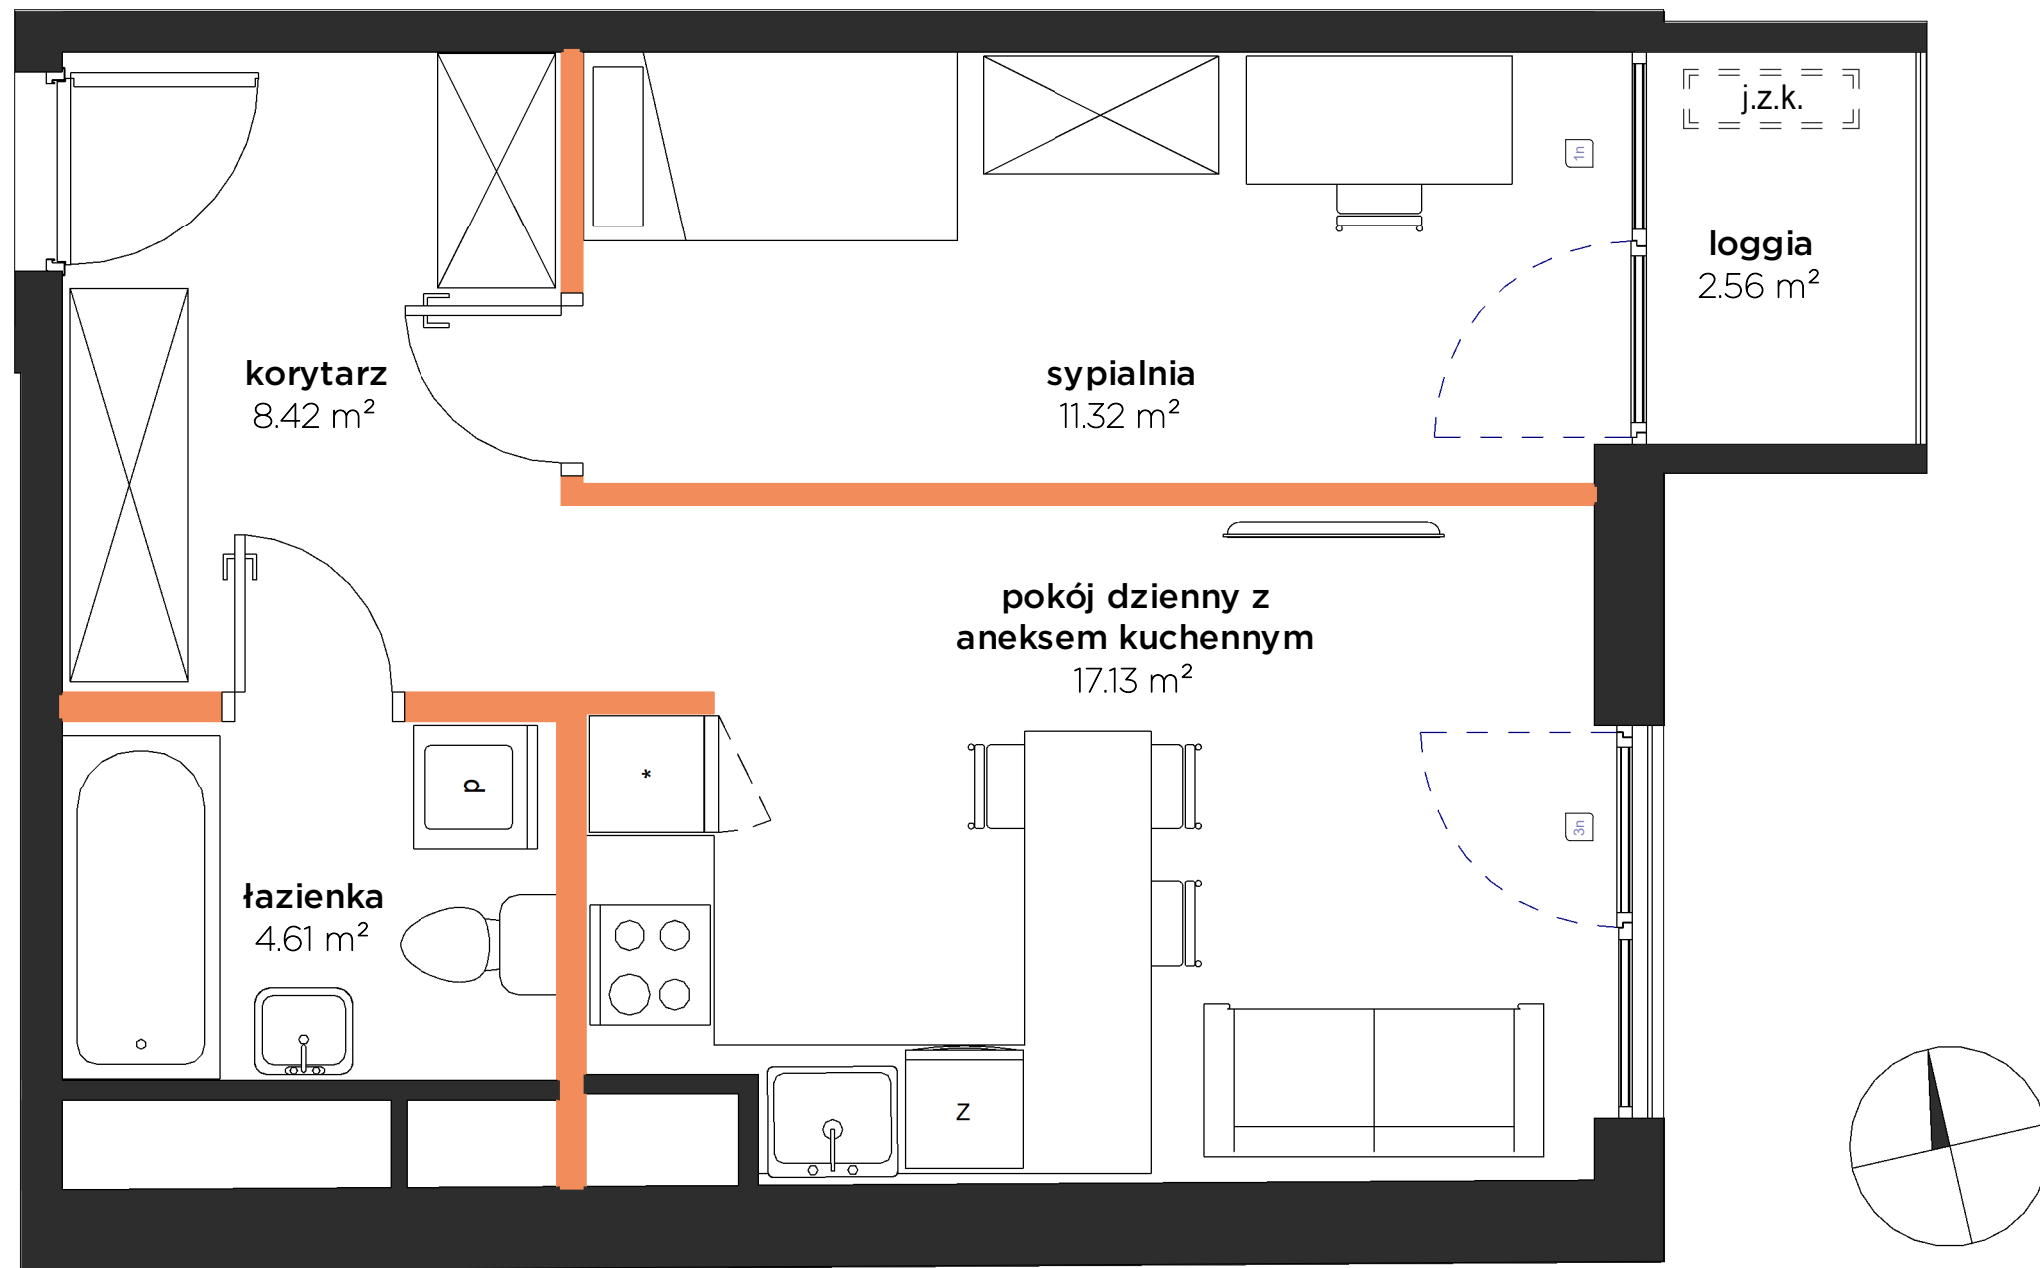 j.z.k.
1n
loggia
2.56 m²
korytarz
8.42 m²
sypialnia
11.32 m²
pokój dzienny z
aneksem kuchennym
17.13 m²
p
*
3n
łazienka
4.61 m²
Z